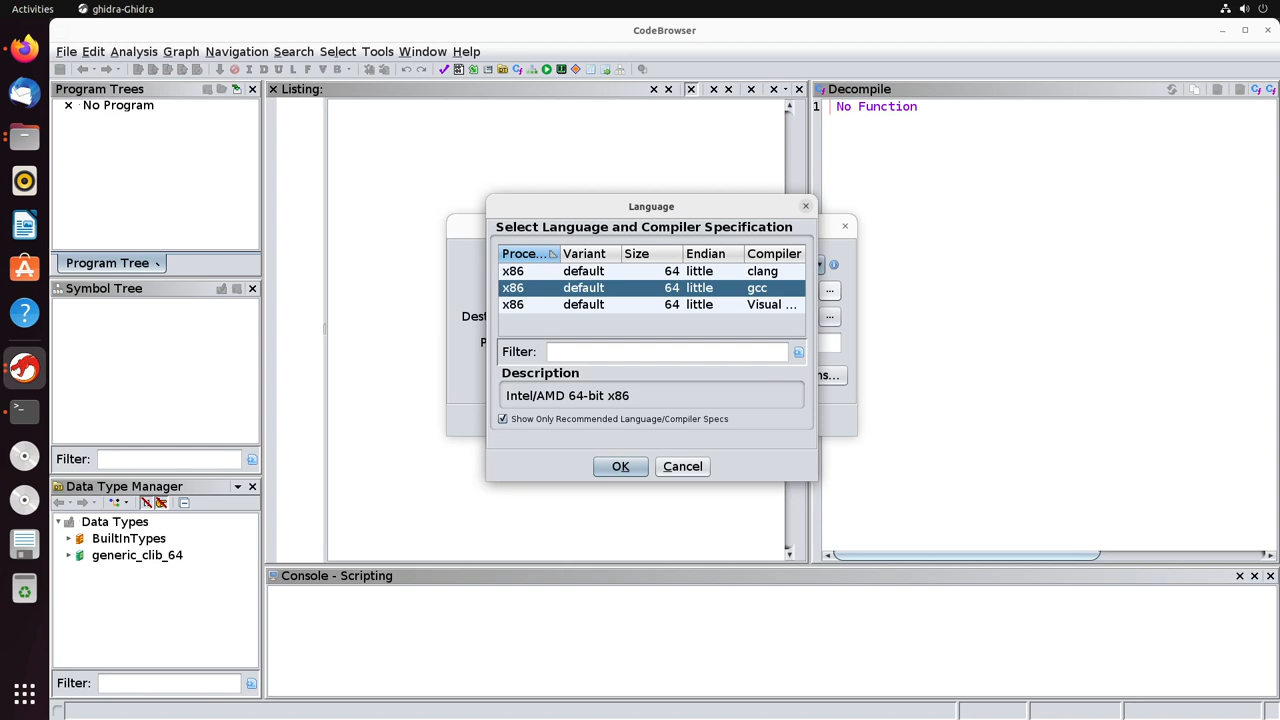 Activities
ghidra-Ghidra
CodeBrowser
File Edit Analysis Graph Navigation Search Select Tools Window Help
I D U L F V B
Program Trees
No Program
Program Tree
Symbol Tree
Filter:
Data Type Manager
Data Types
BuiltInTypes
generic_clib_64
Filter:
Listing:
Decompile
1 No Function
Dest
P
...
...
ns...
Language
Select Language and Compiler Specification
Proce... Variant Size Endian Compiler
x86 default 64 little clang
x86 default 64 little gcc
x86 default 64 little Visual ...
Filter:
Description
Intel/AMD 64-bit x86
Show Only Recommended Language/Compiler Specs
OK Cancel
Console - Scripting